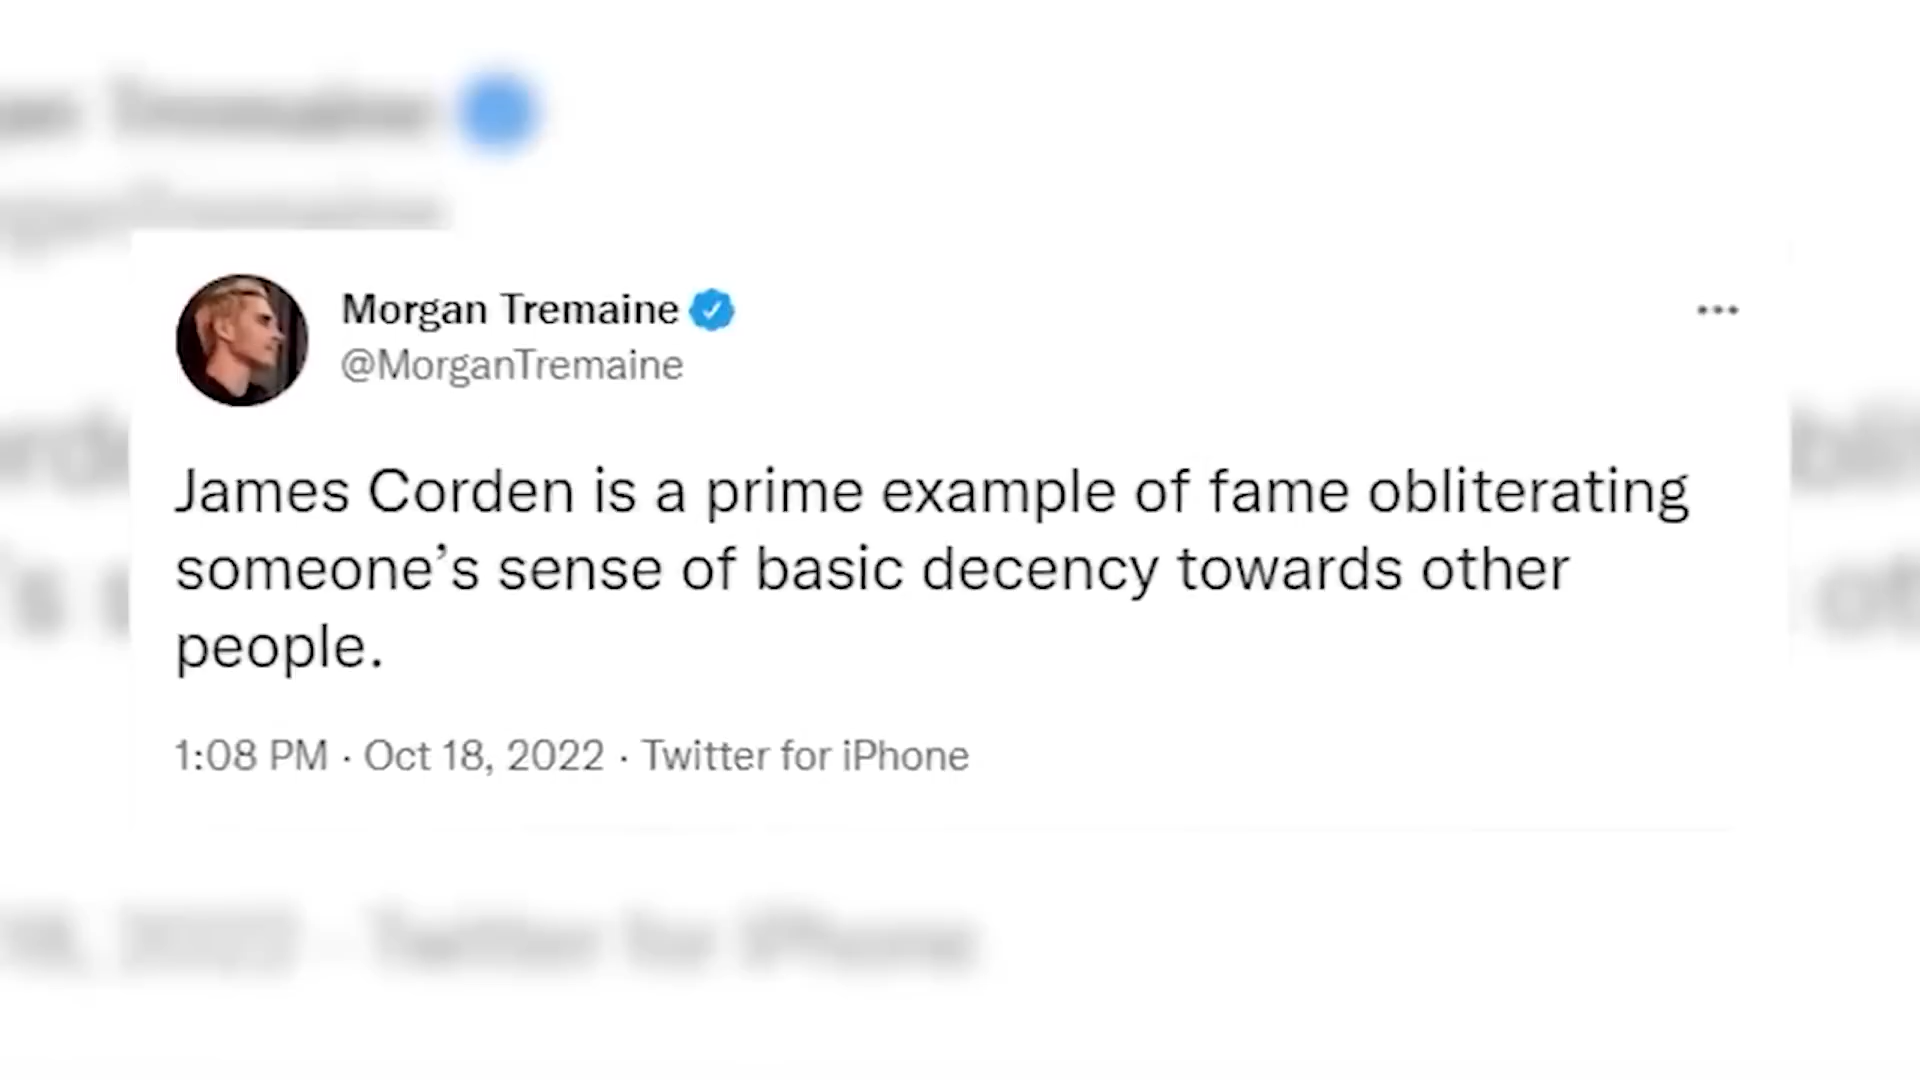 Morgan Tremaine
@MorganTremaine
James Corden is a prime example of fame obliterating
someone’s sense of basic decency towards other
people.
1:08 PM · Oct 18, 2022 · Twitter for iPhone